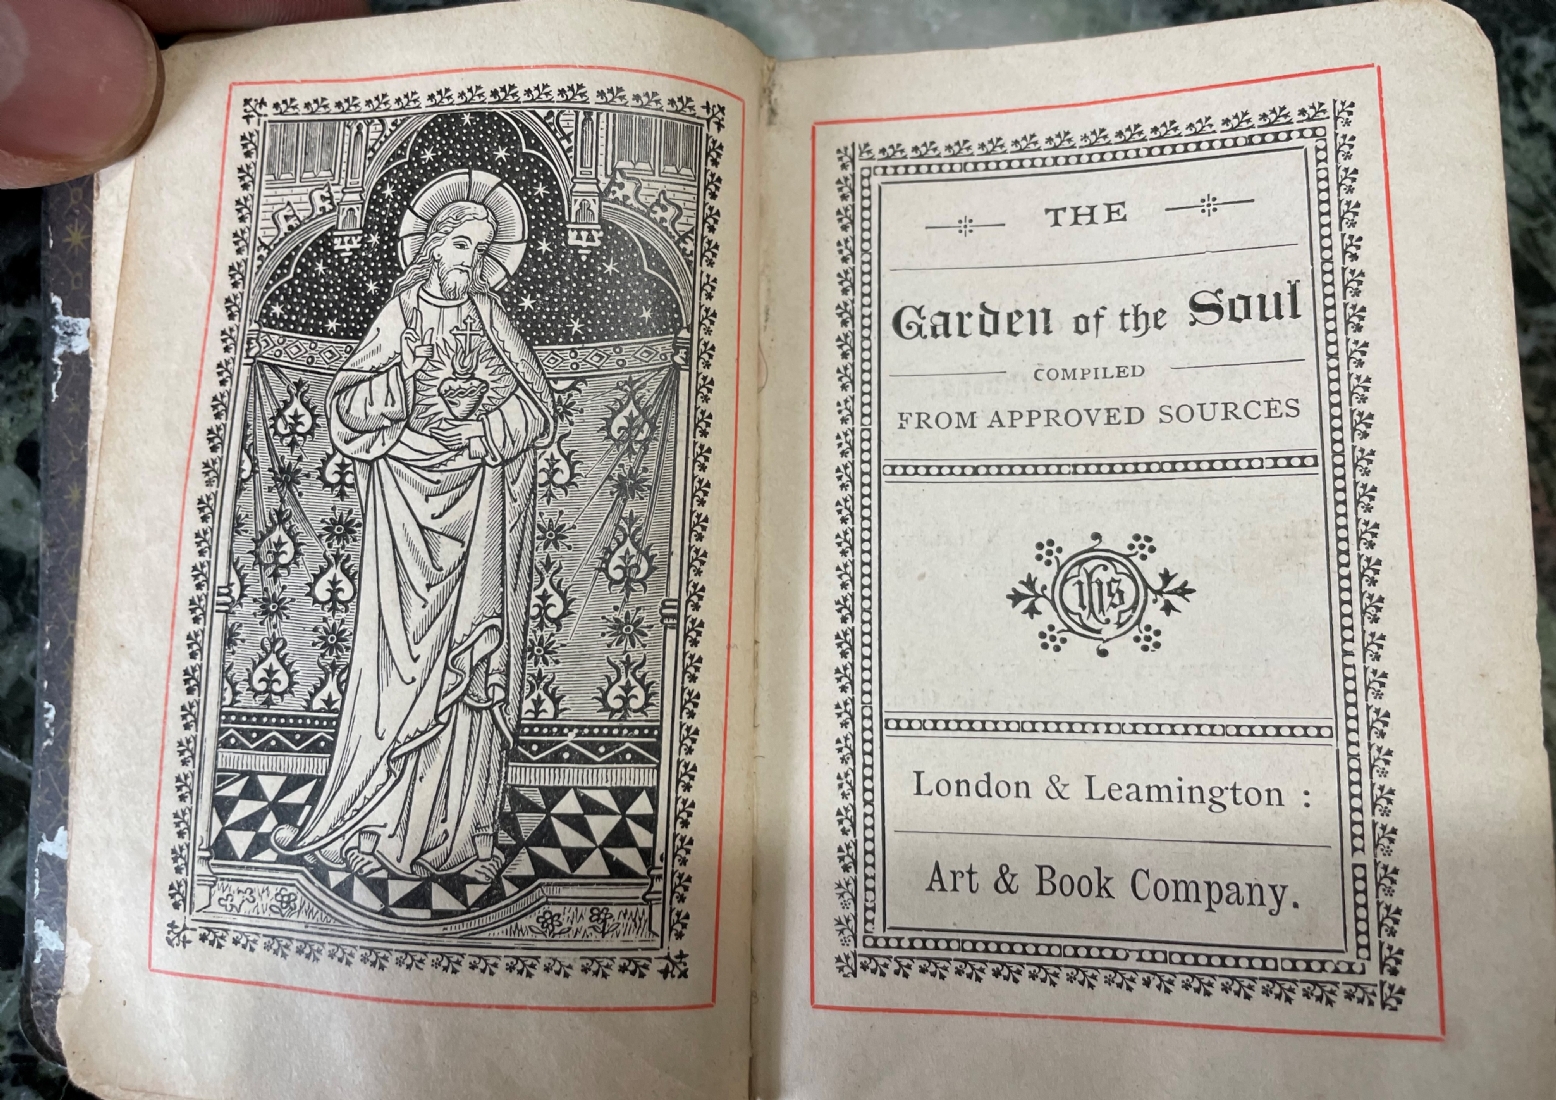 THE
Garden of the Soul
COMPILED
FROM APPROVED SOURCES
ihs
London & Leamington :
Art & Book Company.